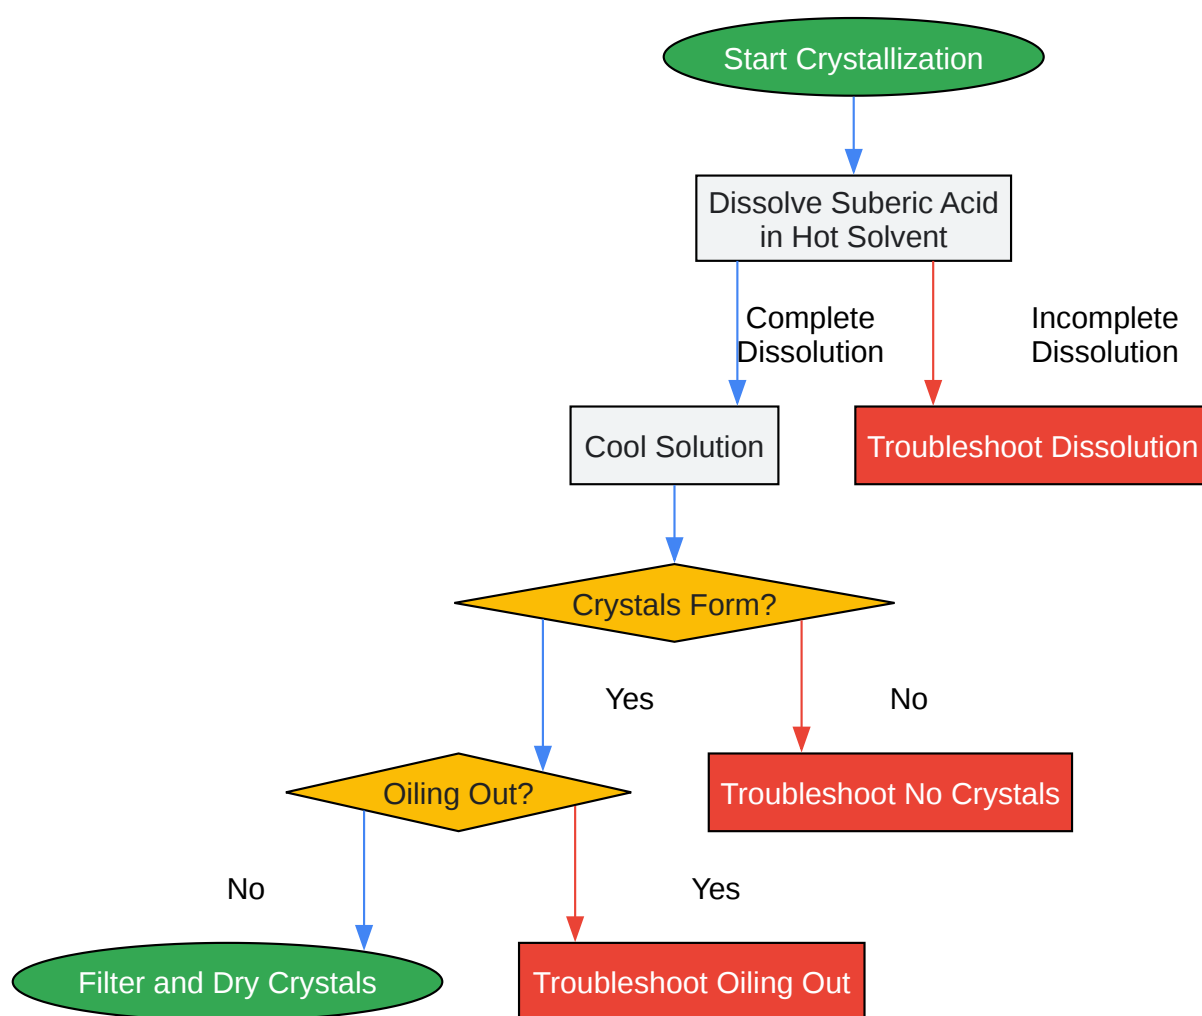 Start Crystallization
Dissolve Suberic Acid
in Hot Solvent
Complete
Dissolution
Incomplete
Dissolution
Cool Solution
Troubleshoot Dissolution
Crystals Form?
Yes
No
Oiling Out?
Troubleshoot No Crystals
No
Yes
Filter and Dry Crystals
Troubleshoot Oiling Out